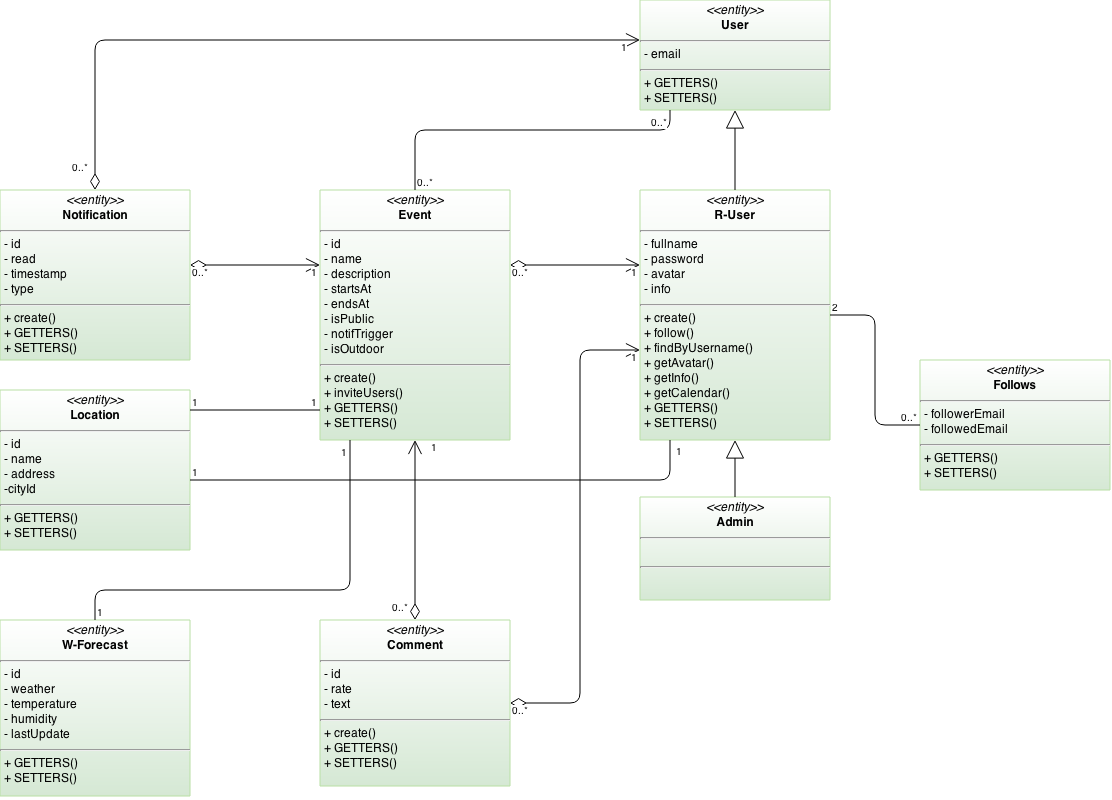 <<entity>>
User
- email
+ GETTERS()
+ SETTERS()
1
0..*
0..*
0..*
<<entity>>
Notification
- id
- read
- timestamp
- type
+ create()
+ GETTERS()
+ SETTERS()
0..*
1
<<entity>>
Event
- id
- name
- description
- startsAt
- endsAt
- isPublic
- notifTrigger
- isOutdoor
+ create()
+ inviteUsers()
+ GETTERS()
+ SETTERS()
0..*
1
<<entity>>
R-User
- fullname
- password
- avatar
- info
+ create()
+ follow()
+ findByUsername()
+ getAvatar()
+ getInfo()
+ getCalendar()
+ GETTERS()
+ SETTERS()
2
1
0..*
<<entity>>
Follows
- followerEmail
- followedEmail
+ GETTERS()
+ SETTERS()
<<entity>>
Location
- id
- name
- address
-cityId
+ GETTERS()
+ SETTERS()
1
1
1
1
1
1
<<entity>>
Admin
1
0..*
<<entity>>
W-Forecast
- id
- weather
- temperature
- humidity
- lastUpdate
+ GETTERS()
+ SETTERS()
<<entity>>
Comment
- id
- rate
- text
+ create()
+ GETTERS()
+ SETTERS()
0..*